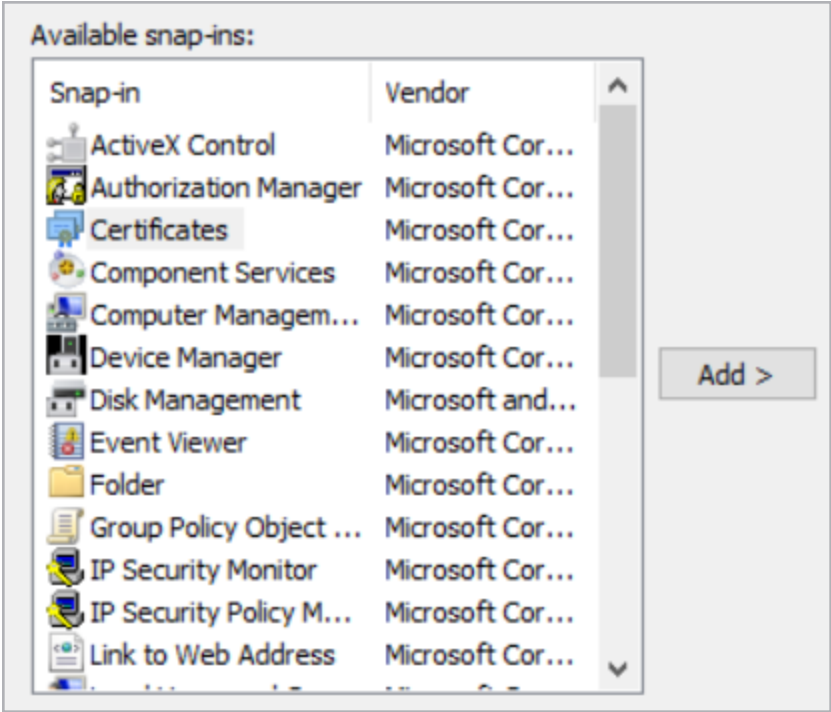 Available snap-ins:
Snap-in Vendor
ActiveX Control Microsoft Cor...
Authorization Manager Microsoft Cor...
Certificates Microsoft Cor...
Component Services Microsoft Cor...
Computer Managem... Microsoft Cor...
Device Manager Microsoft Cor...
Add >
Disk Management Microsoft and...
Event Viewer Microsoft Cor...
Folder Microsoft Cor...
Group Policy Object ... Microsoft Cor...
IP Security Monitor Microsoft Cor...
IP Security Policy M... Microsoft Cor...
Link to Web Address Microsoft Cor...